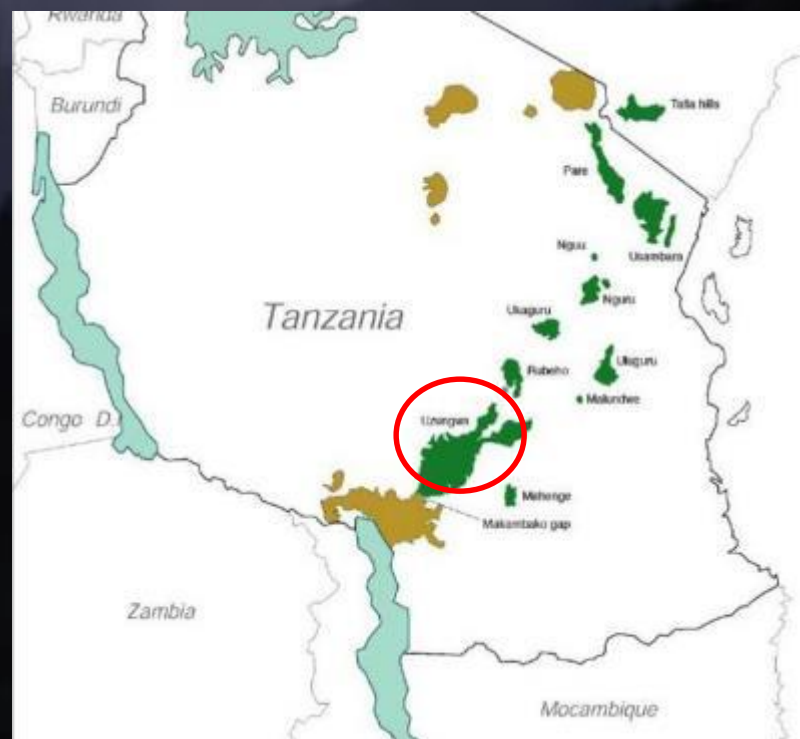 Rwanda
Burundi
Taita hills
Pare
Nguu
Usambara
Nguru
Tanzania
Ukaguru
Rubeho
Uluguru
Malundwe
Congo D.
Uzungwa
Mahenge
Makambako gap
Zambia
Mocambique